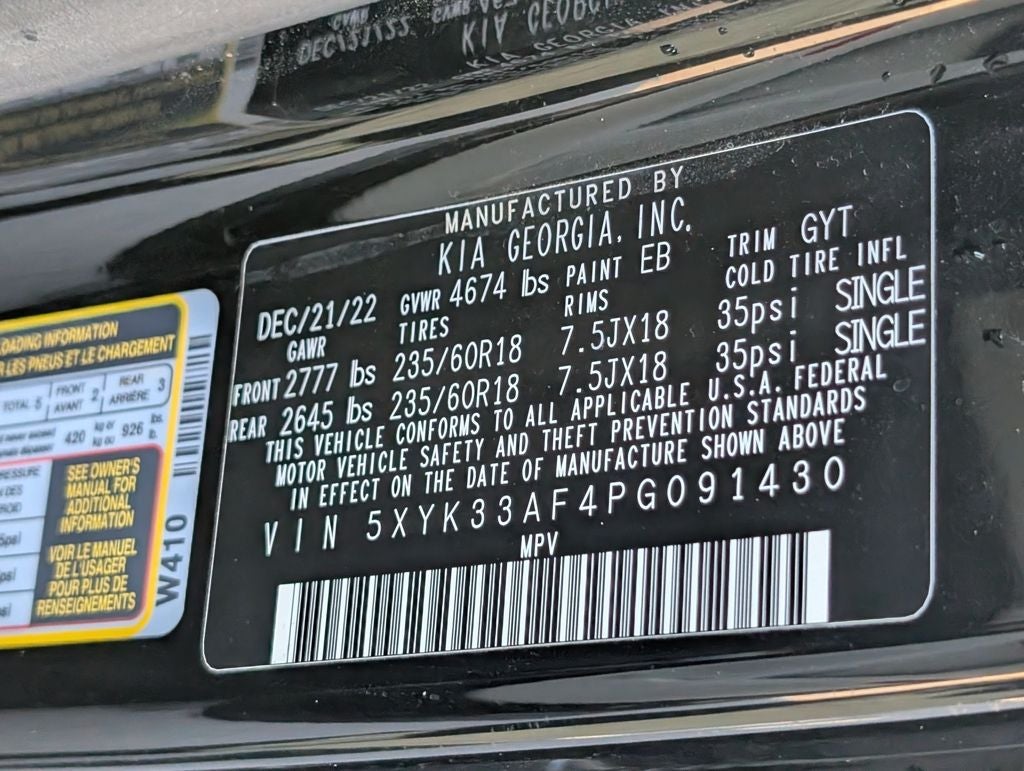 MANUFACTURED BY
KIA GEORGIA, INC.
DEC/21/22 GVWR 4674 lbs PAINT EB TRIM GYT
GAWR TIRES RIMS COLD TIRE INFL
FRONT 2777 lbs 235/60R18 7.5JX18 35psi SINGLE
REAR 2645 lbs 235/60R18 7.5JX18 35psi SINGLE
THIS VEHICLE CONFORMS TO ALL APPLICABLE U.S.A. FEDERAL
MOTOR VEHICLE SAFETY AND THEFT PREVENTION STANDARDS
IN EFFECT ON THE DATE OF MANUFACTURE SHOWN ABOVE
VIN 5XYK33AF4PG091430
MPV
LOADING INFORMATION
LES PNEUS ET LE CHARGEMENT
TOTAL 5 FRONT 2 REAR 3
AVANT ARRIÈRE
420 kg or 926 lbs.
kg ou lb.
SEE OWNER'S
MANUAL FOR
ADDITIONAL
INFORMATION
VOIR LE MANUEL
DE L'USAGER
POUR PLUS DE
RENSEIGNEMENTS
W410